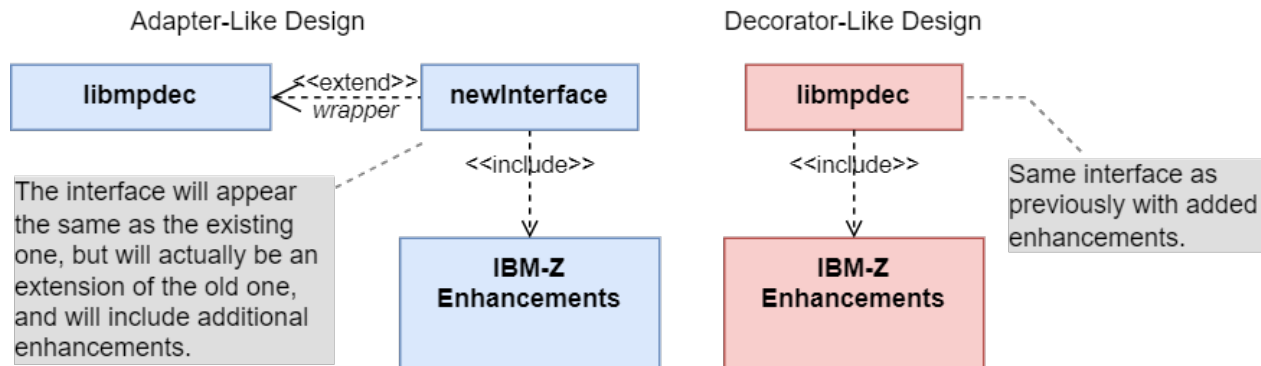 Adapter-Like Design
Decorator-Like Design
libmpdec
<<extend>>
wrapper
newInterface
libmpdec
<<include>>
<<include>>
The interface will appear
the same as the existing
one, but will actually be an
extension of the old one,
and will include additional
enhancements.
Same interface as
previously with added
enhancements.
IBM-Z
Enhancements
IBM-Z
Enhancements